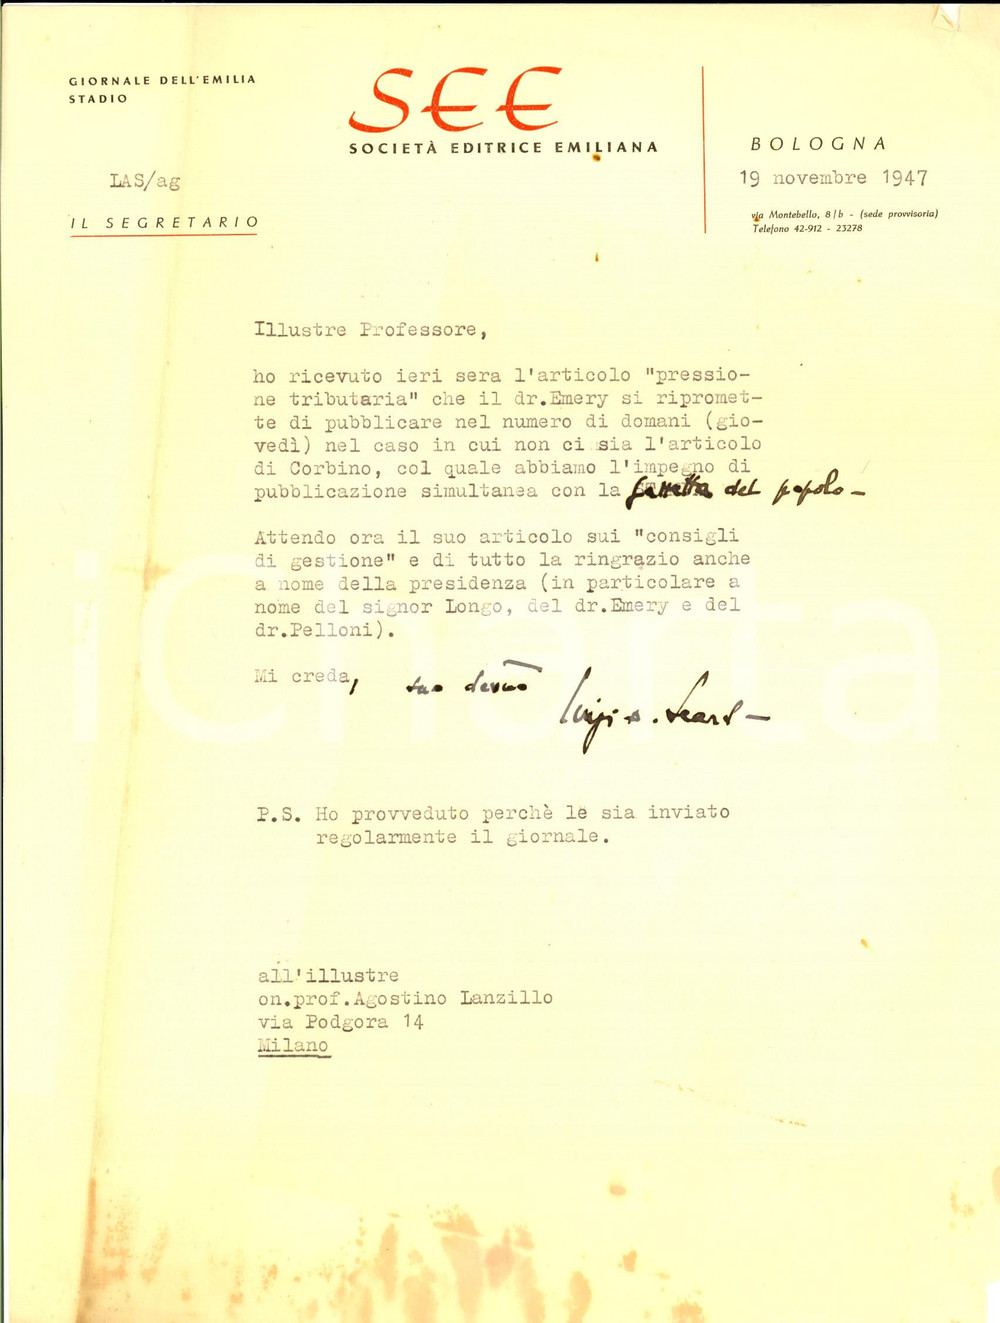 GIORNALE DELL'EMILIA
STADIO
SEE
SOCIETÀ EDITRICE EMILIANA
BOLOGNA
LAS/ag
19 novembre 1947
IL SEGRETARIO
via Montebello, 8/b - (sede provvisoria)
Telefono 42-912 - 23278
Illustre Professore,
ho ricevuto ieri sera l'articolo "pressio-
ne tributaria" che il dr.Emery si ripromet-
te di pubblicare nel numero di domani (gio-
vedì) nel caso in cui non ci sia l'articolo
di Corbino, col quale abbiamo l'impegno di
pubblicazione simultanea con la Gazzetta del popolo -
Attendo ora il suo articolo sui "consigli
di gestione" e di tutto la ringrazio anche
a nome della presidenza (in particolare a
nome del signor Longo, del dr.Emery e del
dr.Pelloni).
Mi creda, suo
Luigi A.
P.S. Ho provveduto perchè le sia inviato
regolarmente il giornale.
all'illustre
on.prof.Agostino Lanzillo
via Podgora 14
Milano
iCharta